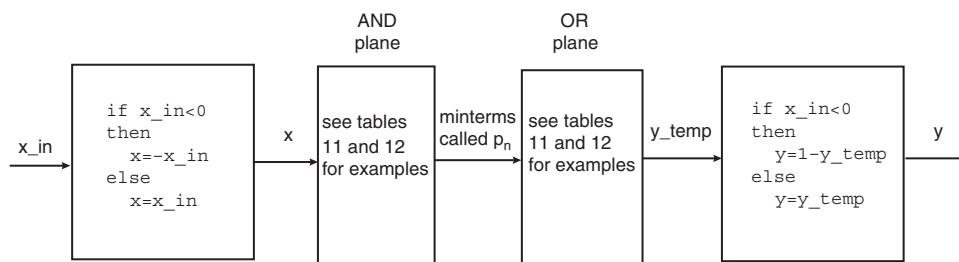 AND
plane
OR
plane
x_in
if x_in<0
then
x=-x_in
else
x=x_in
x
see tables
11 and 12
for examples
minterms
called pn
see tables
11 and 12
for examples
y_temp
if x_in<0
then
y=1-y_temp
else
y=y_temp
y